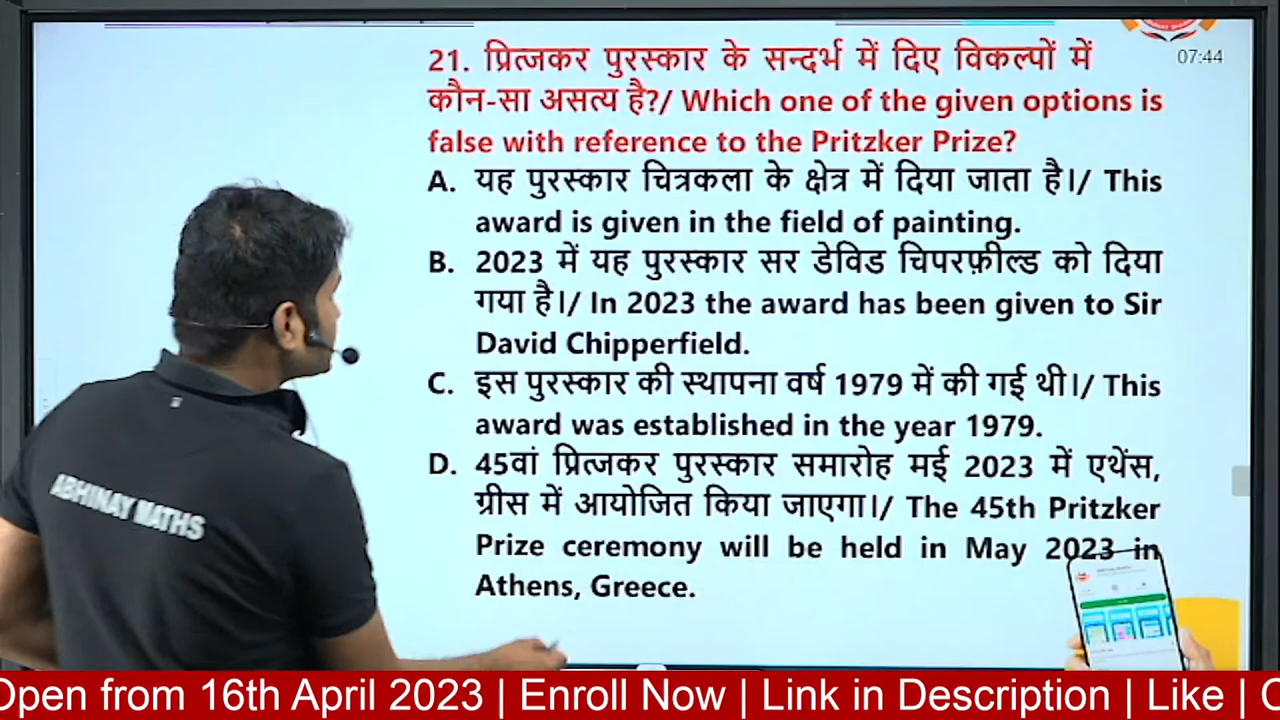 07:44
21. प्रित्जकर पुरस्कार के सन्दर्भ में दिए विकल्पों में
कौन-सा असत्य है?/ Which one of the given options is
false with reference to the Pritzker Prize?
A. यह पुरस्कार चित्रकला के क्षेत्र में दिया जाता है।/ This
award is given in the field of painting.
B. 2023 में यह पुरस्कार सर डेविड चिपरफ़ील्ड को दिया
गया है।/ In 2023 the award has been given to Sir
David Chipperfield.
C. इस पुरस्कार की स्थापना वर्ष 1979 में की गई थी।/ This
award was established in the year 1979.
D. 45वां प्रित्जकर पुरस्कार समारोह मई 2023 में एथेंस,
ग्रीस में आयोजित किया जाएगा।/ The 45th Pritzker
Prize ceremony will be held in May 2023 in
Athens, Greece.
ABHINAY MATHS
Open from 16th April 2023 | Enroll Now | Link in Description | Like |